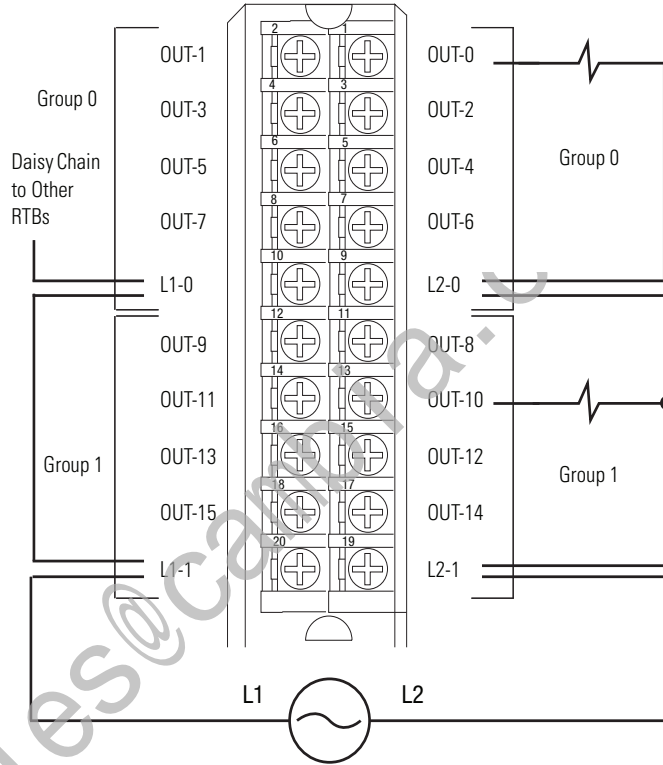 2 1
OUT-1 OUT-0
Group 0
4 3
OUT-3 OUT-2
6 5
Daisy Chain
to Other
RTBs
OUT-5 OUT-4
Group 0
8 7
OUT-7 OUT-6
10 9
L1-0 L2-0
12 11
OUT-9 OUT-8
14 13
OUT-11 OUT-10
16 15
OUT-13 OUT-12
Group 1
Group 1
18 17
OUT-15 OUT-14
20 19
L1-1 L2-1
L1 L2
les@cambia.c